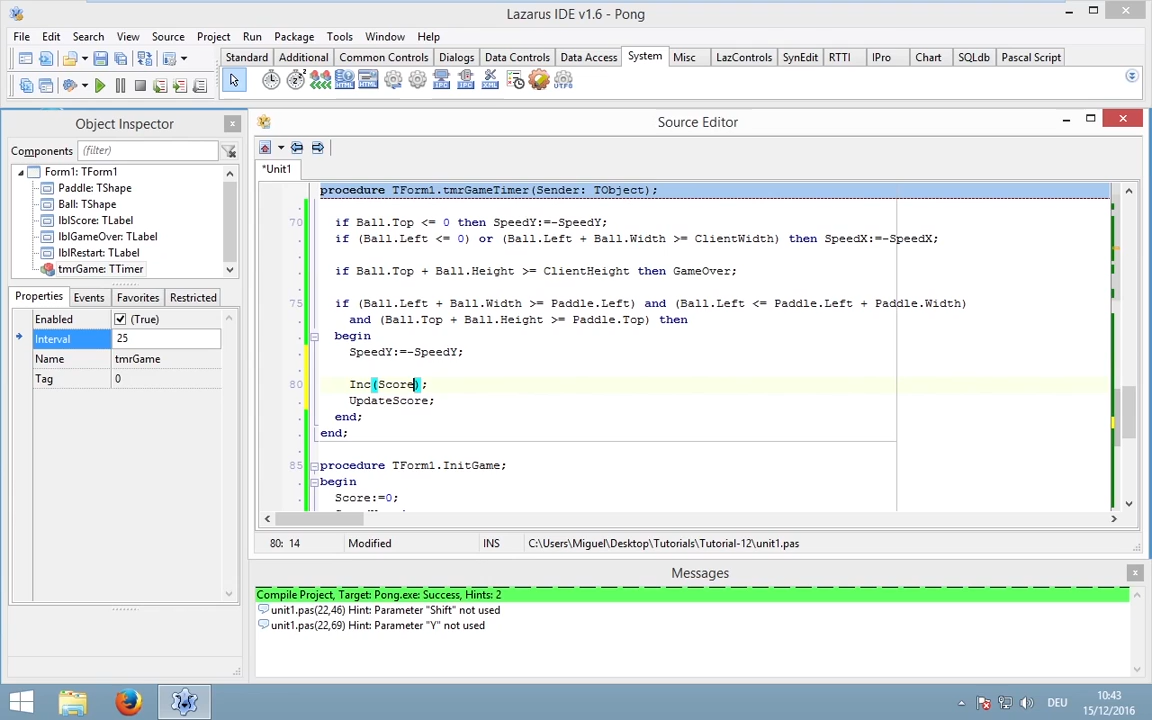 Lazarus IDE v1.6 - Pong
File Edit Search View Source Project Run Package Tools Window Help
Standard Additional Common Controls Dialogs Data Controls Data Access System Misc LazControls SynEdit RTTI IPro Chart SQLdb Pascal Script
Object Inspector
Source Editor
Components (filter)
*Unit1
Form1: TForm1
Paddle: TShape
Ball: TShape
lblScore: TLabel
lblGameOver: TLabel
lblRestart: TLabel
tmrGame: TTimer
Properties Events Favorites Restricted
Enabled (True)
Interval 25
Name tmrGame
Tag 0
procedure TForm1.tmrGameTimer(Sender: TObject);
70 if Ball.Top <= 0 then SpeedY:=-SpeedY;
if (Ball.Left <= 0) or (Ball.Left + Ball.Width >= ClientWidth) then SpeedX:=-SpeedX;
if Ball.Top + Ball.Height >= ClientHeight then GameOver;
75 if (Ball.Left + Ball.Width >= Paddle.Left) and (Ball.Left <= Paddle.Left + Paddle.Width)
and (Ball.Top + Ball.Height >= Paddle.Top) then
begin
SpeedY:=-SpeedY;
80 Inc(Score);
UpdateScore;
end;
end;
85 procedure TForm1.InitGame;
begin
Score:=0;
80: 14 Modified INS C:\Users\Miguel\Desktop\Tutorials\Tutorial-12\unit1.pas
Messages
Compile Project, Target: Pong.exe: Success, Hints: 2
unit1.pas(22,46) Hint: Parameter "Shift" not used
unit1.pas(22,69) Hint: Parameter "Y" not used
DEU
10:43
15/12/2016